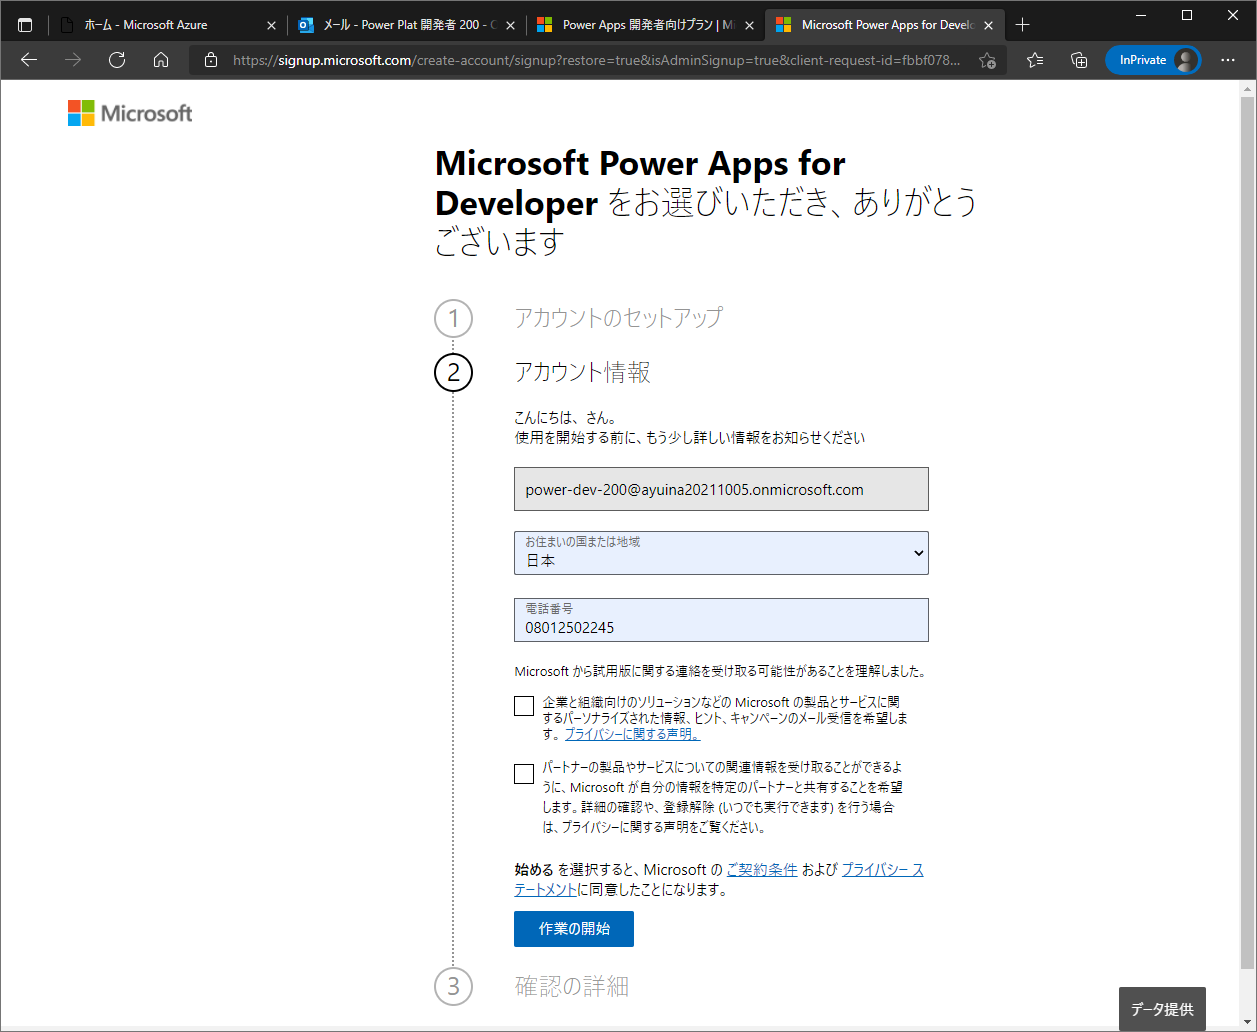 ホーム - Microsoft Azure
メール - Power Plat 開発者 200 -
Power Apps 開発者向けプラン |
Microsoft Power Apps for Develo
https://signup.microsoft.com/create-account/signup?restore=true&isAdminSignup=true&client-request-id=fbbf078...
InPrivate
Microsoft
Microsoft Power Apps for
Developer をお選びいただき、ありがとう
ございます
1
アカウントのセットアップ
2
アカウント情報
こんにちは、さん。
使用を開始する前に、もう少し詳しい情報をお知らせください
power-dev-200@ayuina20211005.onmicrosoft.com
お住まいの国または地域
日本
電話番号
08012502245
Microsoft から試用版に関する連絡を受け取る可能性があることを理解しました。
企業と組織向けのソリューションなどの Microsoft の製品とサービスに関
するパーソナライズされた情報、ヒント、キャンペーンのメール受信を希望しま
す。プライバシーに関する声明。
パートナーの製品やサービスについての関連情報を受け取ることができるよ
うに、Microsoft が自分の情報を特定のパートナーと共有することを希望
します。詳細の確認や、登録解除 (いつでも実行できます) を行う場合
は、プライバシーに関する声明をご覧ください。
始める を選択すると、Microsoft の ご契約条件 および プライバシー ス
テートメントに同意したことになります。
作業の開始
3
確認の詳細
データ提供